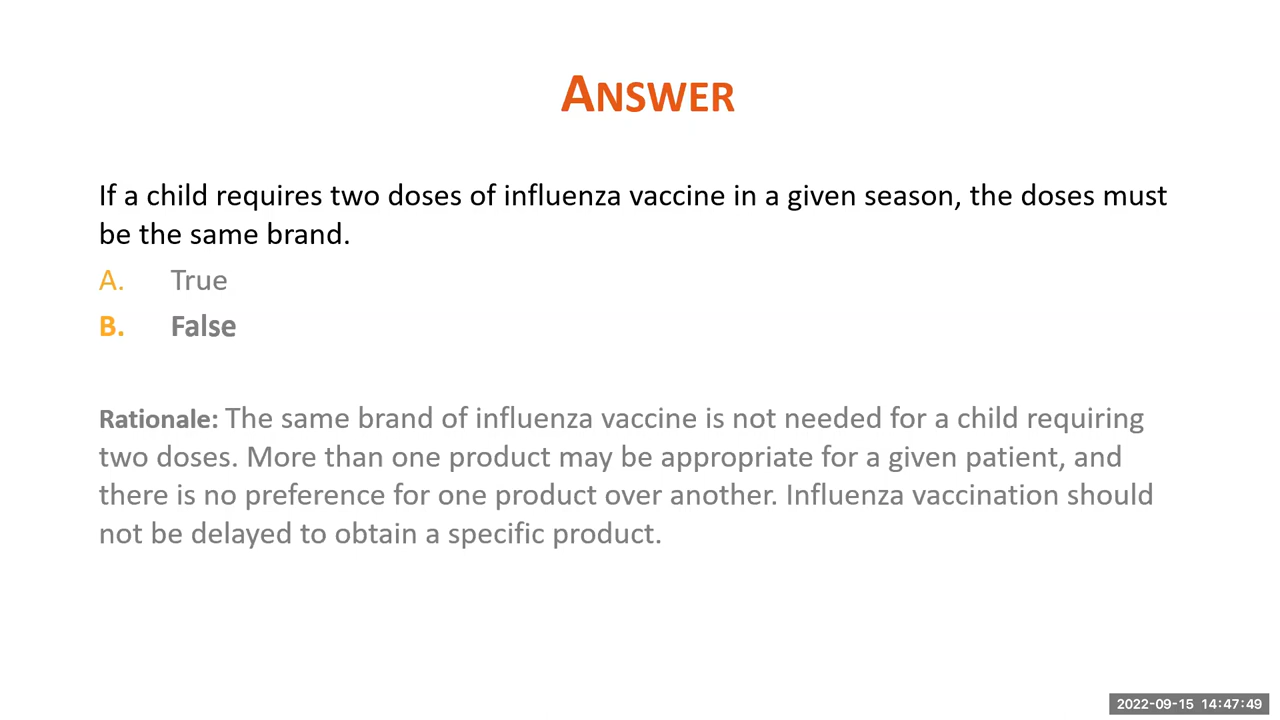 ANSWER
If a child requires two doses of influenza vaccine in a given season, the doses must
be the same brand.
A. True
B. False
Rationale: The same brand of influenza vaccine is not needed for a child requiring
two doses. More than one product may be appropriate for a given patient, and
there is no preference for one product over another. Influenza vaccination should
not be delayed to obtain a specific product.
2022-09-15 14:47:49